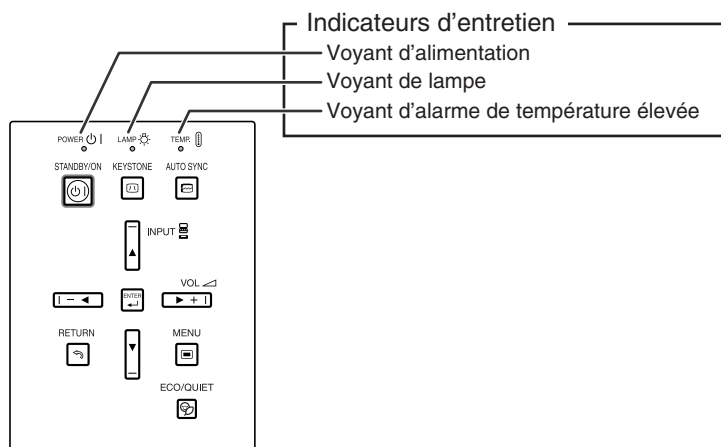 Indicateurs d’entretien
Voyant d’alimentation
Voyant de lampe
Voyant d’alarme de température élevée
POWER LAMP TEMP.
STANDBY/ON KEYSTONE AUTO SYNC
INPUT
VOL
ENTER
RETURN MENU
ECO/QUIET